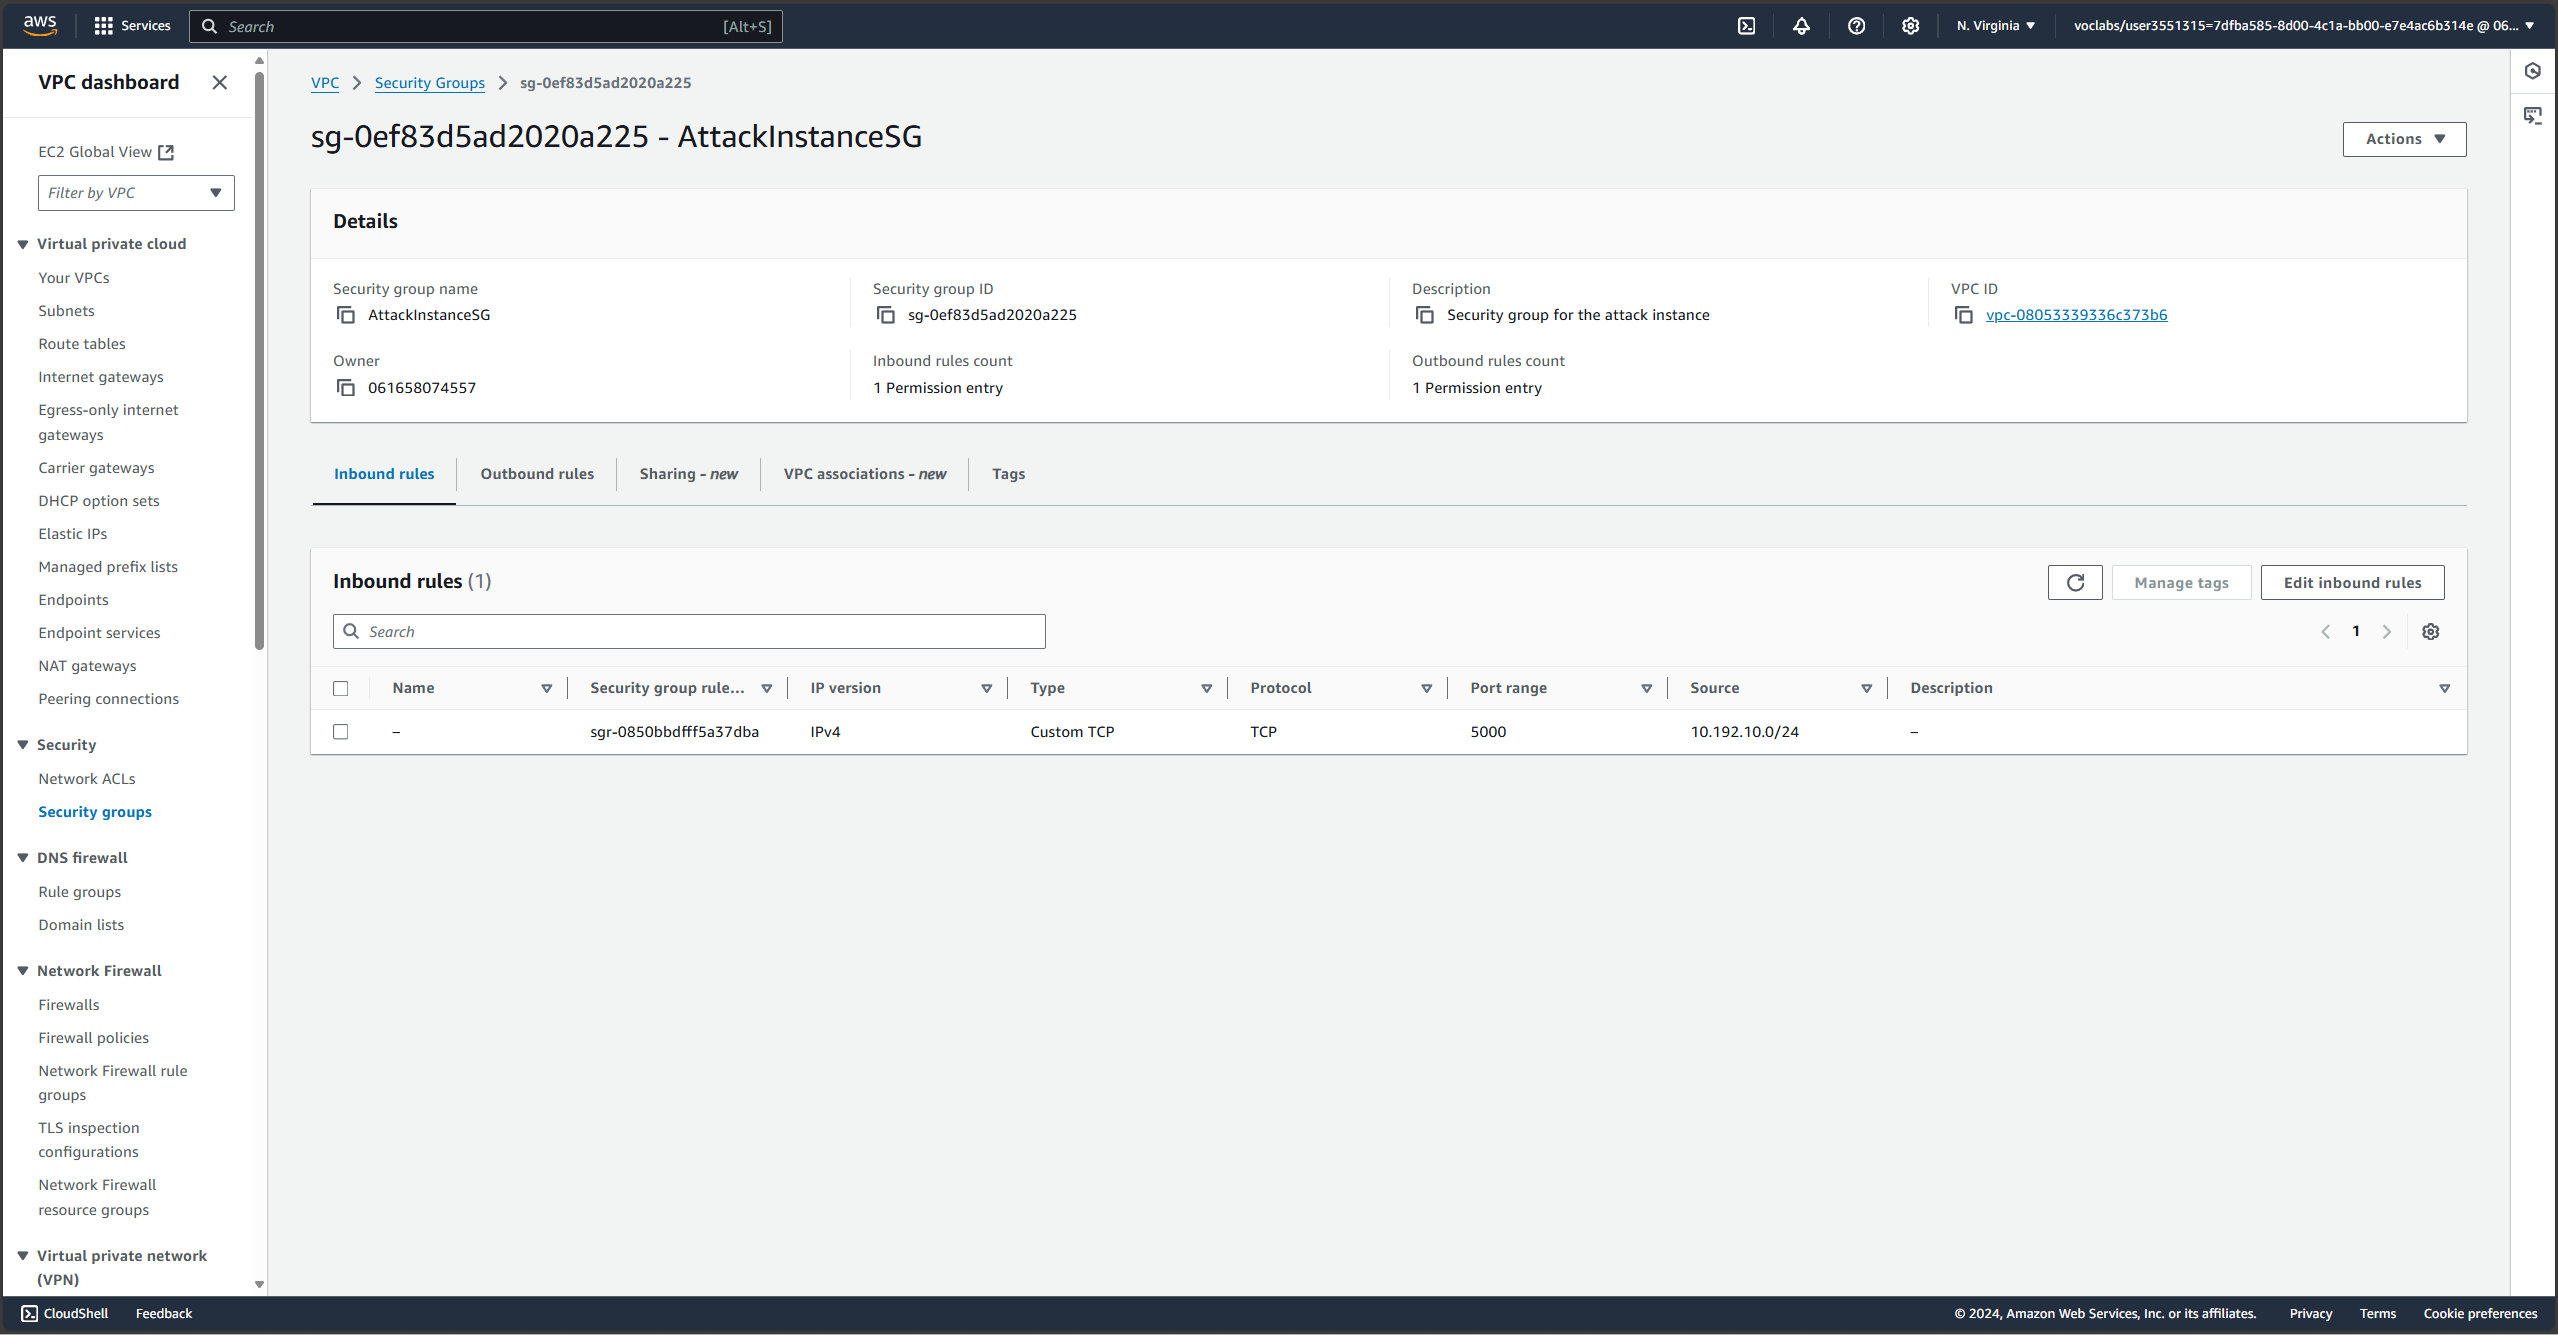 aws
Services
Search
[Alt+S]
N. Virginia
voclabs/user3551315=7dfba585-8d00-4c1a-bb00-e7e4ac6b314e @ 06...
VPC dashboard
EC2 Global View
Filter by VPC
Virtual private cloud
Your VPCs
Subnets
Route tables
Internet gateways
Egress-only internet
gateways
Carrier gateways
DHCP option sets
Elastic IPs
Managed prefix lists
Endpoints
Endpoint services
NAT gateways
Peering connections
Security
Network ACLs
Security groups
DNS firewall
Rule groups
Domain lists
Network Firewall
Firewalls
Firewall policies
Network Firewall rule
groups
TLS inspection
configurations
Network Firewall
resource groups
Virtual private network
(VPN)
VPC > Security Groups > sg-0ef83d5ad2020a225
sg-0ef83d5ad2020a225 - AttackInstanceSG
Actions
Details
Security group name
AttackInstanceSG
Security group ID
sg-0ef83d5ad2020a225
Description
Security group for the attack instance
VPC ID
vpc-08053339336c373b6
Owner
061658074557
Inbound rules count
1 Permission entry
Outbound rules count
1 Permission entry
Inbound rules
Outbound rules
Sharing - new
VPC associations - new
Tags
Inbound rules (1)
Manage tags
Edit inbound rules
Search
1
Name Security group rule... IP version Type Protocol Port range Source Description
– sgr-0850bbdfff5a37dba IPv4 Custom TCP TCP 5000 10.192.10.0/24 –
CloudShell
Feedback
© 2024, Amazon Web Services, Inc. or its affiliates.
Privacy
Terms
Cookie preferences